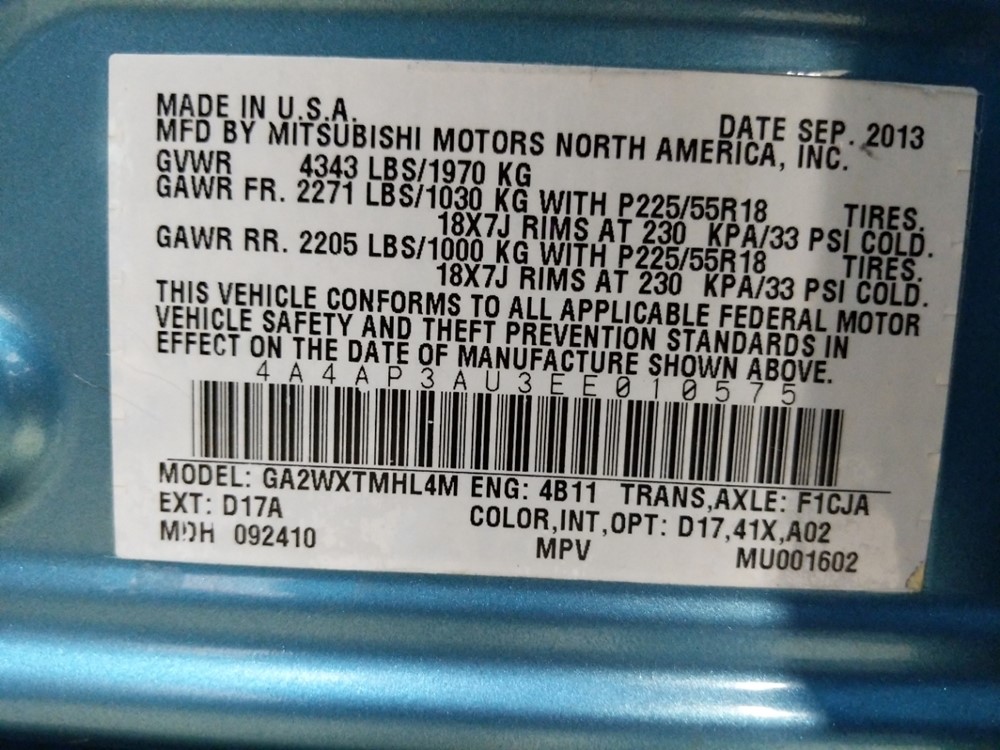 MADE IN U.S.A. DATE SEP. 2013
MFD BY MITSUBISHI MOTORS NORTH AMERICA, INC.
GVWR 4343 LBS/1970 KG
GAWR FR. 2271 LBS/1030 KG WITH P225/55R18 TIRES.
18X7J RIMS AT 230 KPA/33 PSI COLD.
GAWR RR. 2205 LBS/1000 KG WITH P225/55R18 TIRES.
18X7J RIMS AT 230 KPA/33 PSI COLD.
THIS VEHICLE CONFORMS TO ALL APPLICABLE FEDERAL MOTOR
VEHICLE SAFETY AND THEFT PREVENTION STANDARDS IN
EFFECT ON THE DATE OF MANUFACTURE SHOWN ABOVE.
4A4AP3AU3EE010575
MODEL: GA2WXTMHL4M ENG: 4B11 TRANS,AXLE: F1CJA
EXT: D17A COLOR,INT,OPT: D17,41X,A02
MDH 092410 MPV MU001602